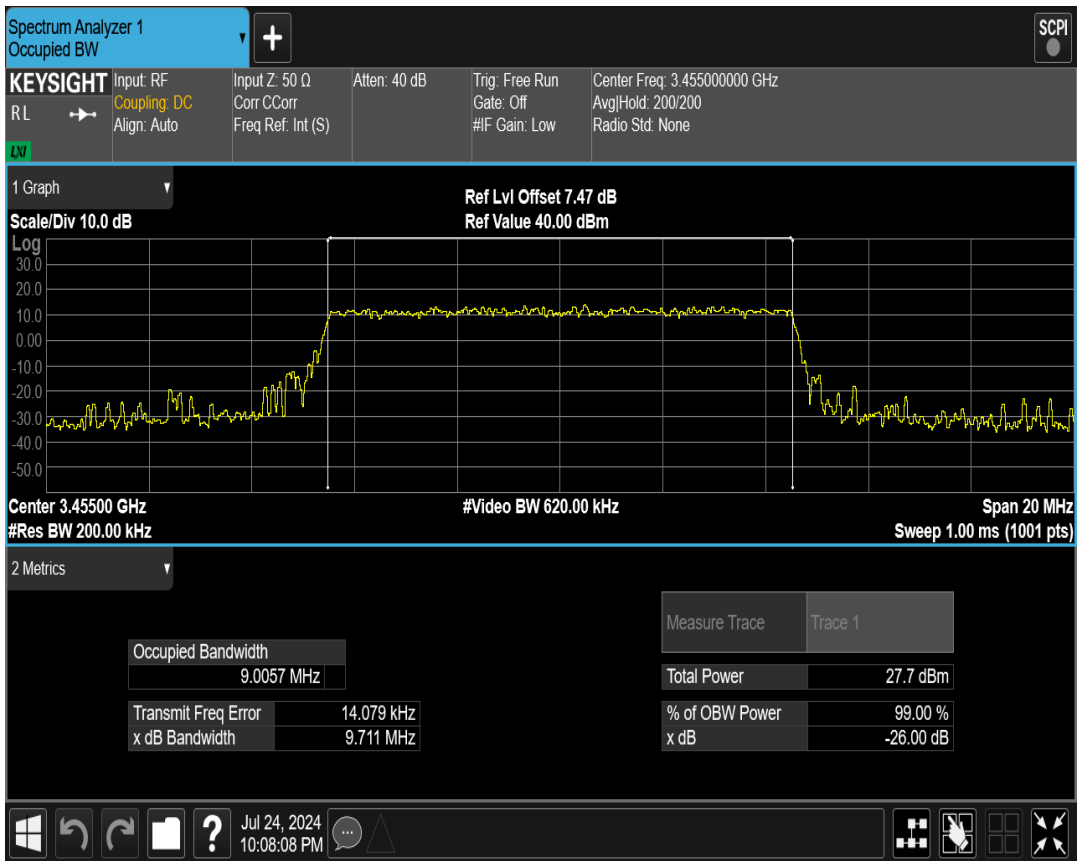 Spectrum Analyzer 1
Occupied BW
+
SCPI
KEYSIGHT
R L
LXI
Input: RF
Coupling: DC
Align: Auto
Input Z: 50 Ω
Corr CCorr
Freq Ref: Int (S)
Atten: 40 dB
Trig: Free Run
Gate: Off
#IF Gain: Low
Center Freq: 3.455000000 GHz
Avg|Hold: 200/200
Radio Std: None
1 Graph
Ref Lvl Offset 7.47 dB
Scale/Div 10.0 dB
Ref Value 40.00 dBm
Log
30.0
20.0
10.0
0.00
-10.0
-20.0
-30.0
-40.0
-50.0
Center 3.45500 GHz
#Video BW 620.00 kHz
Span 20 MHz
#Res BW 200.00 kHz
Sweep 1.00 ms (1001 pts)
2 Metrics
Measure Trace
Trace 1
Occupied Bandwidth
9.0057 MHz
Total Power
27.7 dBm
Transmit Freq Error
14.079 kHz
% of OBW Power
99.00 %
x dB Bandwidth
9.711 MHz
x dB
-26.00 dB
?
Jul 24, 2024
10:08:08 PM